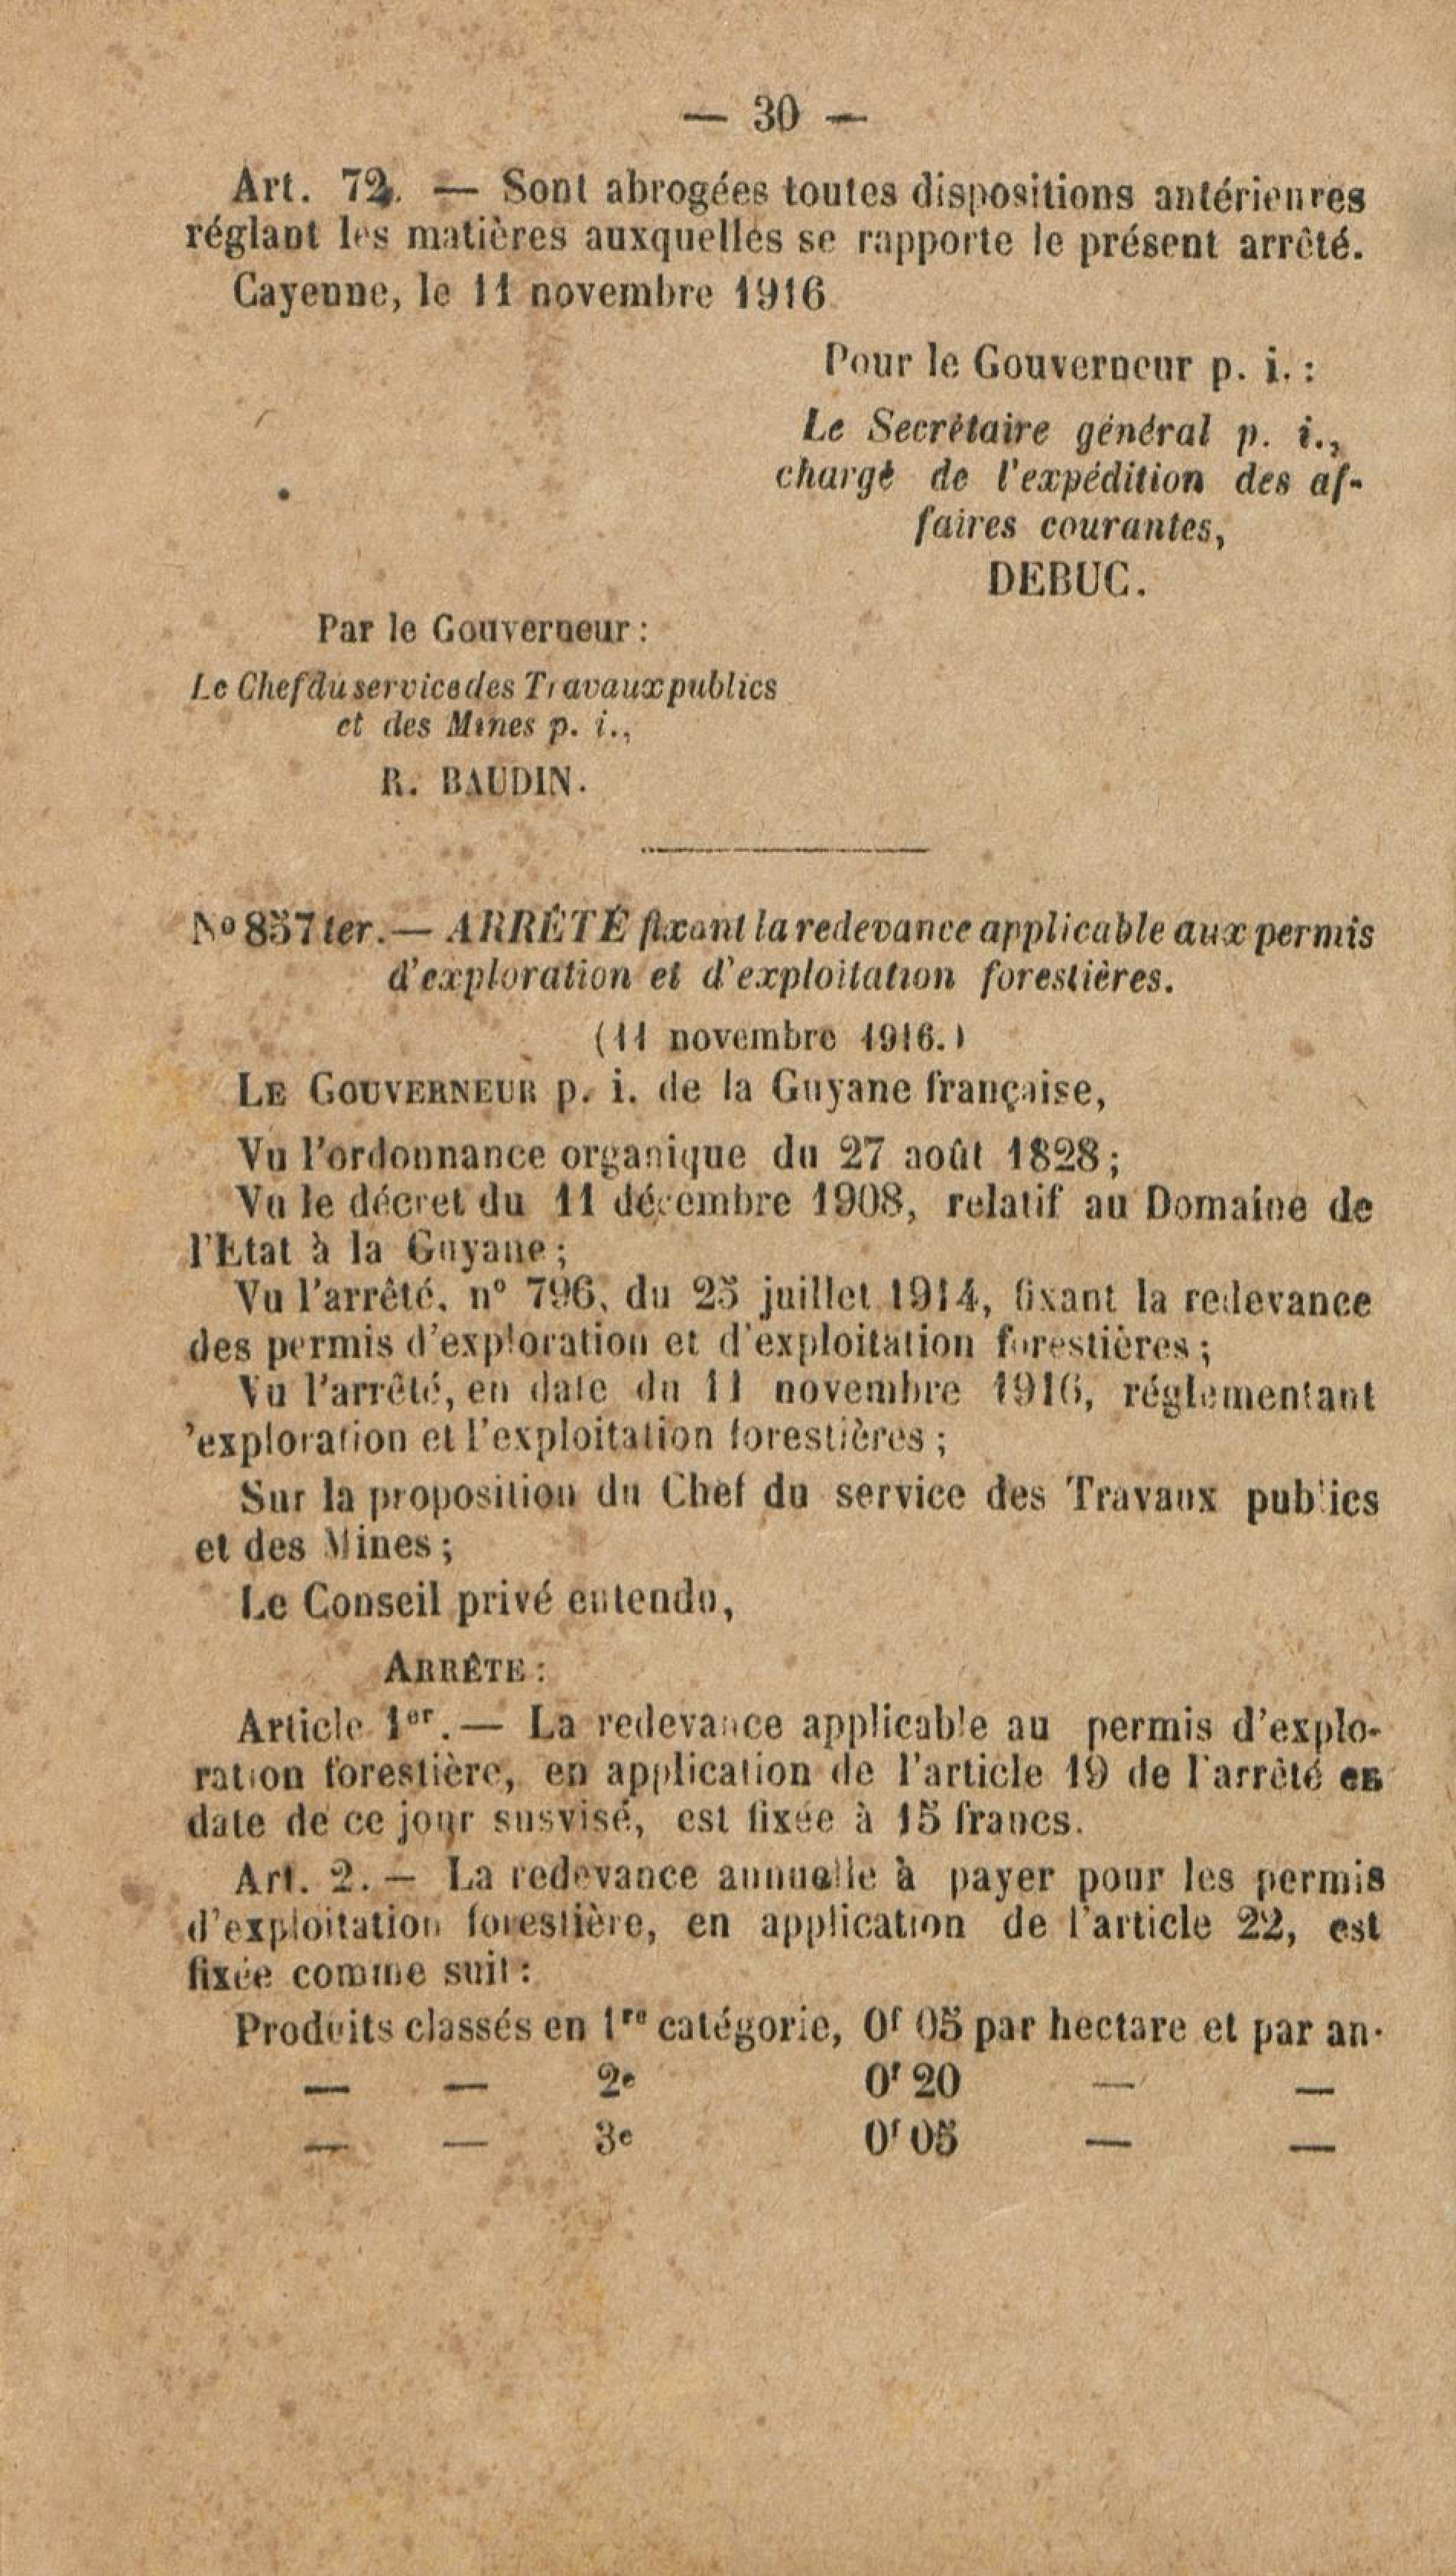 — 30 —
Art. 72. — Sont abrogées toutes dispositions antérieures
réglant les matières auxquelles se rapporte le présent arrêté.
Cayenne, le 11 novembre 1916
Pour le Gouverneur p. i. :
Le Secrétaire général p. i.,
chargé de l'expédition des af-
faires courantes,
DEBUC.
Par le Gouverneur :
Le Chef du service des Travaux publics
et des Mines p. i.,
R. BAUDIN.
No 857 ter. — ARRÊTÉ fixant la redevance applicable aux permis
d'exploration et d'exploitation forestières.
(11 novembre 1916.)
LE GOUVERNEUR p. i. de la Guyane française,
Vu l'ordonnance organique du 27 août 1828 ;
Vu le décret du 11 décembre 1908, relatif au Domaine de
l'Etat à la Guyane ;
Vu l'arrêté, n° 796, du 25 juillet 1914, fixant la redevance
des permis d'exploration et d'exploitation forestières ;
Vu l'arrêté, en date du 11 novembre 1916, réglementant
'exploration et l'exploitation forestières ;
Sur la proposition du Chef du service des Travaux publics
et des Mines ;
Le Conseil privé entendu,
ARRÊTE :
Article 1er. — La redevance applicable au permis d'explo-
ration forestière, en application de l'article 19 de l'arrêté en
date de ce jour susvisé, est fixée à 15 francs.
Art. 2. — La redevance annuelle à payer pour les permis
d'exploitation forestière, en application de l'article 22, est
fixée comme suit :
Produits classés en 1re catégorie, 0f 05 par hectare et par an.
— — 2e 0f 20 — —
— — 3e 0f 05 — —